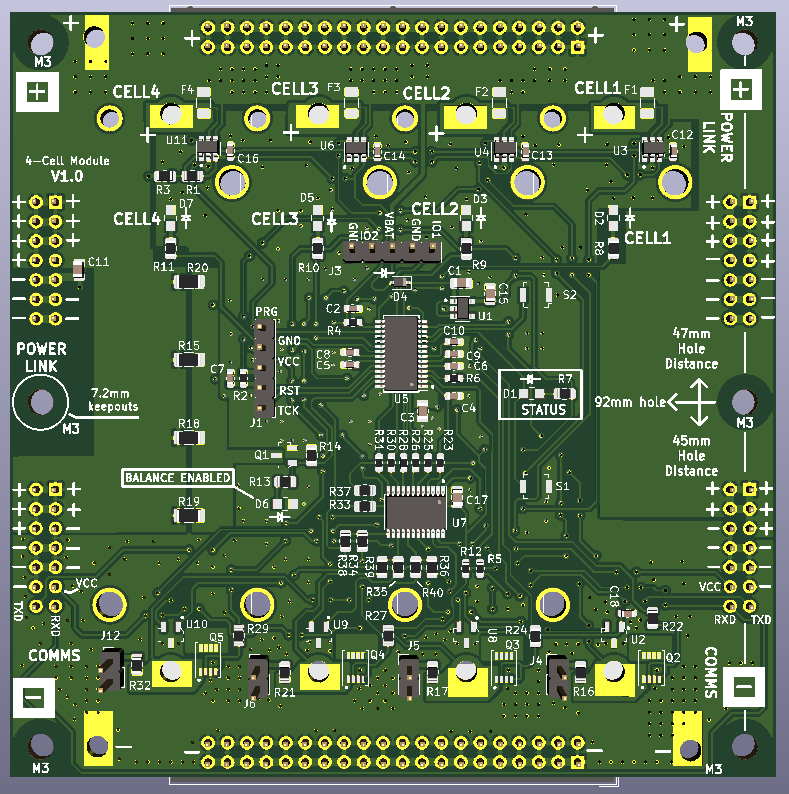 + + + +
M3 M3
F4 F3 F2 F1
CELL4 CELL3 CELL2 CELL1
+ +
POWER
LINK
+ + + +
U11 U6 U4 U3
C16 C14 C13 C12
4-Cell Module
V1.0
R3 R1
D7 D5 D3 D2
CELL4 CELL3 CELL2 CELL1
GND IO2 VBAT GND IO1
R11 R10 J3 R9 R8
C11 R20
D4 C1 C15 S2
PRG
C2 R4 U1
GND
VCC
RST
TCK
J1
R15 C7 R2
C8 C5
U5
C10 C9 R6 C4
C3
POWER
LINK
7.2mm
keepouts
M3
D1 R7
STATUS
47mm
Hole
Distance
92mm hole
M3
45mm
Hole
Distance
R18 Q1 R14
R31 R30 R28 R26 R25 R23
BALANCE ENABLED
R13
D6
R19
R37
R33
C17
U7
S1
R38 R34 R39 R36
R35 R40
R12 R5
VCC VCC
TXD RXD RXD TXD
U10 R29 U9 R27 U8 R24 C18 U2 R22
J12 Q5 Q4 J5 Q3 J4 Q2
COMMS COMMS
R32 J6 R21 R17 R16
− −
M3 M3